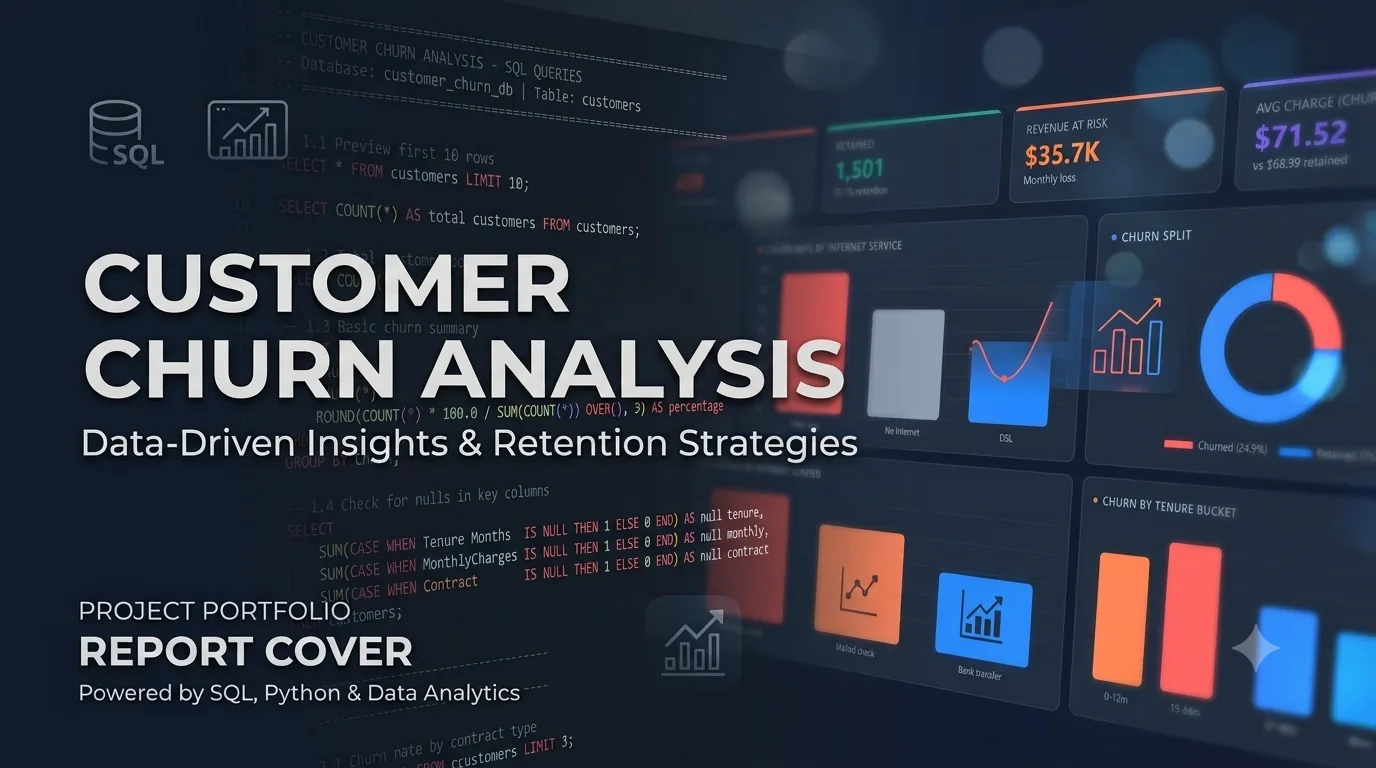 -- CUSTOMER CHURN ANALYSIS - SQL QUERIES
-- Database: customer_churn_db | Table: customers
SQL
1.1 Preview first 10 rows
SELECT * FROM customers LIMIT 10;
SELECT COUNT(*) AS total customers FROM customers;
CUSTOMER
CHURN ANALYSIS
-- 1.3 Basic churn summary
ROUND(COUNT(*) * 100.0 / SUM(COUNT(*)) OVER(), 3) AS percentage
Data-Driven Insights & Retention Strategies
GROUP BY
-- 1.4 Check for nulls in key columns
SELECT
SUM(CASE WHEN Tenure Months IS NULL THEN 1 ELSE 0 END) AS null tenure,
SUM(CASE WHEN MonthlyCharges IS NULL THEN 1 ELSE 0 END) AS null monthly,
SUM(CASE WHEN Contract IS NULL THEN 1 ELSE 0 END) AS null contract
PROJECT PORTFOLIO
REPORT COVER
Powered by SQL, Python & Data Analytics
Churn nate by contract type
LIMIT 3;
RETAINED
1,501
REVENUE AT RISK
$35.7K
Monthly loss
AVG CHARGE (CHUR
$71.52
vs $68.39 retained
BY INTERNET SERVICE
No Internet
DSL
CHURN SPLIT
Churned (24.9%)
Mailed check
Bank transfer
CHURN BY TENURE BUCKET
0-12m